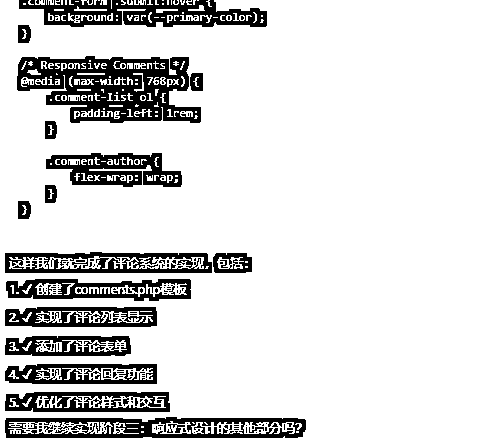 .comment-form .submit:hover {
background: var(--primary-color);
}
/* Responsive Comments */
@media (max-width: 768px) {
.comment-list ol {
padding-left: 1rem;
}
.comment-author {
flex-wrap: wrap;
}
}
这样我们就完成了评论系统的实现，包括：
1. ✓ 创建了comments.php模板
2. ✓ 实现了评论列表显示
3. ✓ 添加了评论表单
4. ✓ 实现了评论回复功能
5. ✓ 优化了评论样式和交互
需要我继续实现阶段三：响应式设计的其他部分吗？